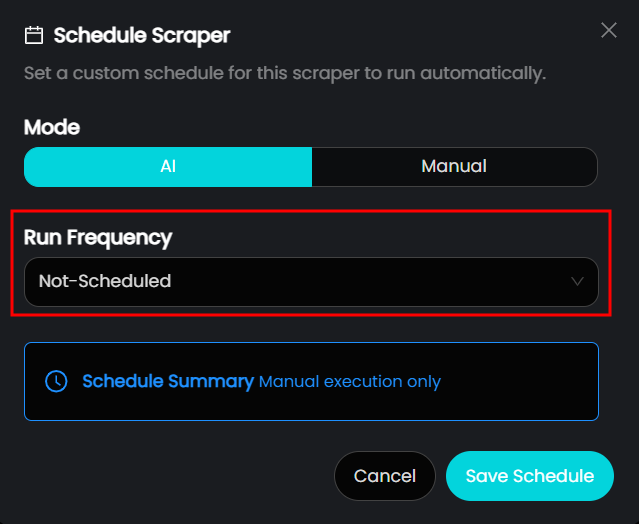 Schedule Scraper
Set a custom schedule for this scraper to run automatically.
Mode
AI Manual
Run Frequency
Not-Scheduled
Schedule Summary Manual execution only
Cancel Save Schedule